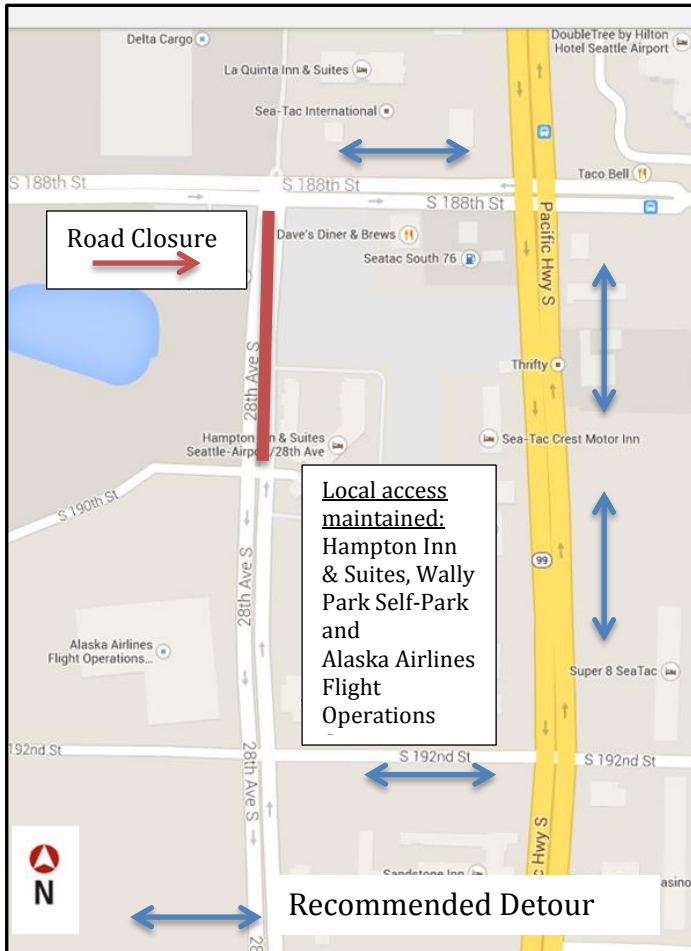 Delta Cargo
DoubleTree by Hilton
Hotel Seattle Airport
La Quinta Inn & Suites
Sea-Tac International
S 188th St
S 188th St
S 188th St
Taco Bell
Pacific Hwy S
Road Closure
Dave's Diner & Brews
Seatac South 76
28th Ave S
Thrifty
Hampton Inn & Suites
Seattle-Airport/28th Ave
Sea-Tac Crest Motor Inn
S 190th St
Local access
maintained:
Hampton Inn
& Suites, Wally
Park Self-Park
and
Alaska Airlines
Flight
Operations
99
28th Ave S
Alaska Airlines
Flight Operations...
Super 8 SeaTac
192nd St
S 192nd St
S 192nd St
28th Ave S
Hwy S
N
Sandstone Inn
asino
Recommended Detour
28